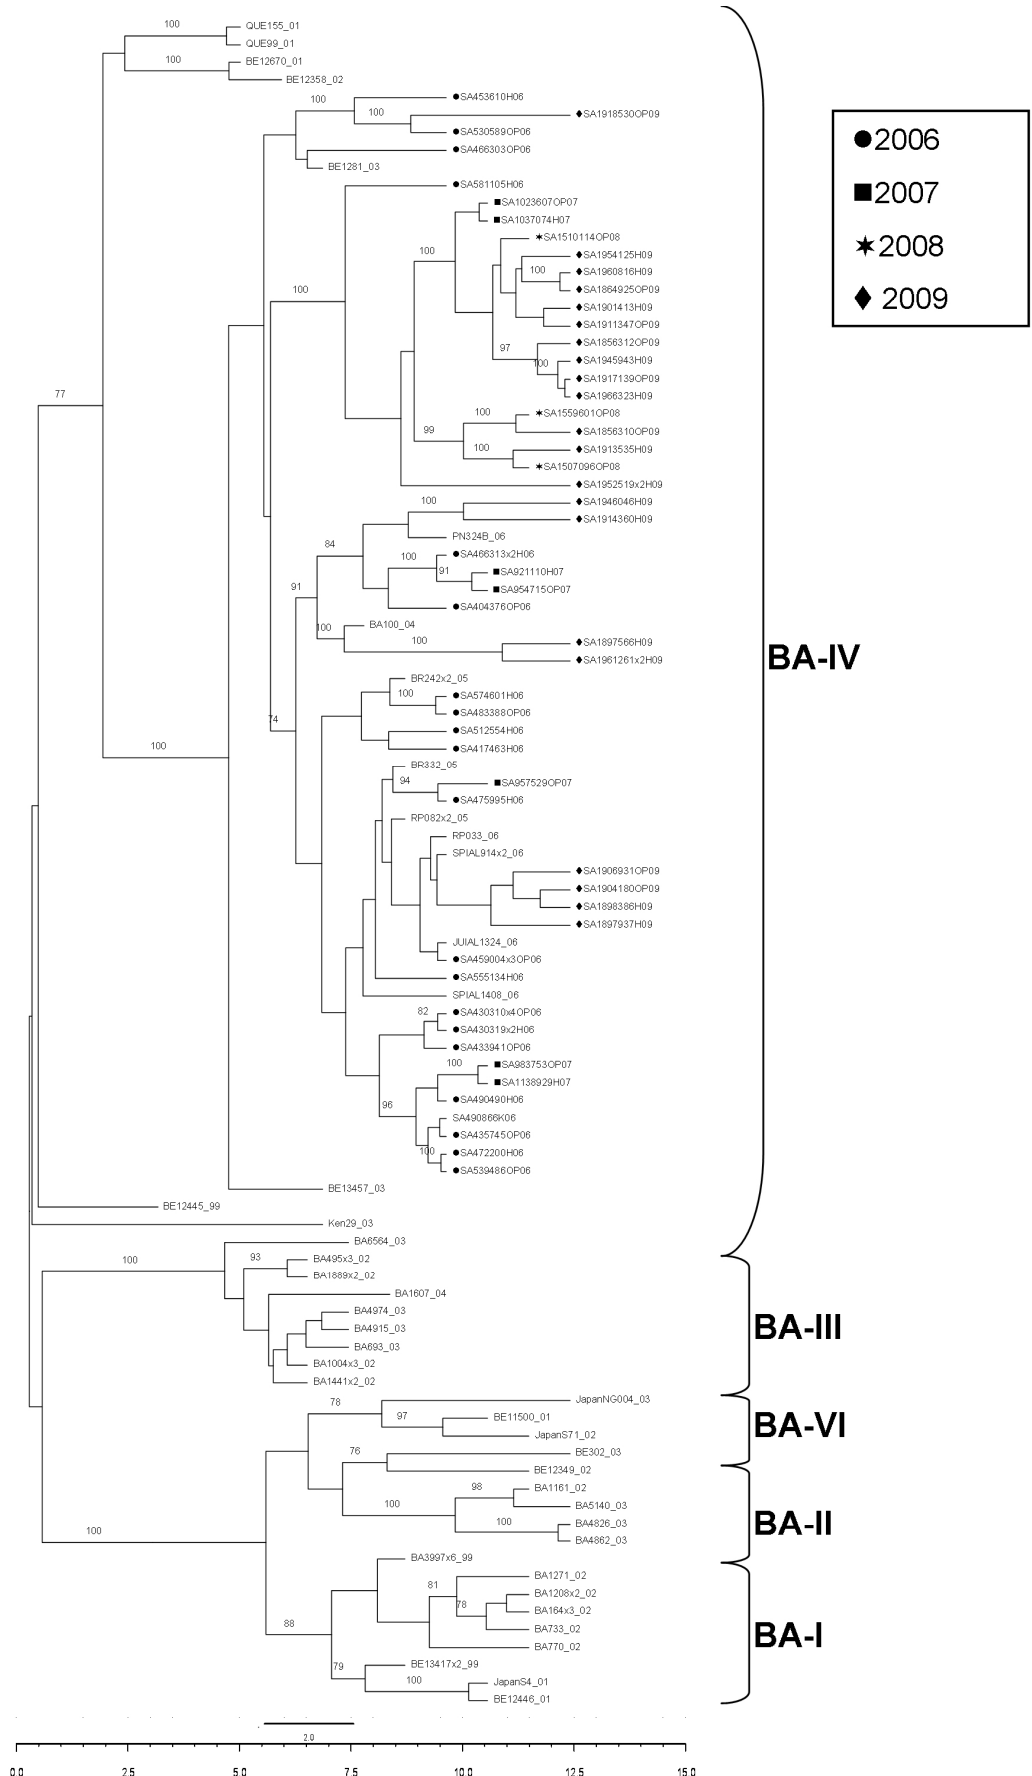 100
QUE155_01
QUE99_01
100
BE12670_01
BE12358_02
100
●SA453610H06
100
◆SA1918530OP09
●SA530589OP06
●SA466303OP06
BE1281_03
●SA581105H06
■SA1023607OP07
■SA1037074H07
★SA1510114OP08
100
◆SA1954125H09
100
◆SA1960816H09
100
◆SA1864925OP09
◆SA1901413H09
◆SA1911347OP09
◆SA1856312OP09
97
◆SA1945943H09
100
◆SA1917139OP09
◆SA1966323H09
77
★SA1559601OP08
100
99
◆SA1856310OP09
◆SA1913535H09
100
★SA1507096OP08
◆SA1952519x2H09
◆SA1946046H09
100
◆SA1914360H09
PN324B_06
84
●SA466313x2H06
100
■SA921110H07
91
■SA954715OP07
91
●SA404376OP06
BA100_04
100
◆SA1897566H09
100
◆SA1961261x2H09
BR242x2_05
●SA574601H06
100
●SA483388OP06
74
●SA512554H06
●SA417463H06
100
BR332_05
94
■SA957529OP07
●SA475995H06
RP082x2_05
RP033_06
SPIAL914x2_06
◆SA1906931OP09
◆SA1904180OP09
◆SA1898386H09
◆SA1897937H09
JUIAL1324_06
●SA459004x3OP06
●SA555134H06
SPIAL1408_06
82
●SA430310x4OP06
●SA430319x2H06
●SA433941OP06
100
■SA983753OP07
■SA1138929H07
●SA490490H06
96
SA490866K06
●SA435745OP06
100
●SA472200H06
●SA539486OP06
BE13457_03
BE12445_99
Ken29_03
BA6564_03
100
93
BA495x3_02
BA1889x2_02
BA1607_04
BA4974_03
BA4915_03
BA693_03
BA1004x3_02
BA1441x2_02
78
JapanNG004_03
97
BE11500_01
JapanS71_02
76
BE302_03
BE12349_02
98
BA1161_02
100
BA5140_03
100
BA4826_03
100
BA4862_03
BA3997x6_99
BA1271_02
81
BA1208x2_02
78
BA164x3_02
88
BA733_02
BA770_02
79
BE13417x2_99
100
JapanS4_01
BE12446_01
2.0
0.0 2.5 5.0 7.5 10.0 12.5 15.0
●2006
■2007
★2008
◆ 2009
BA-IV
BA-III
BA-VI
BA-II
BA-I